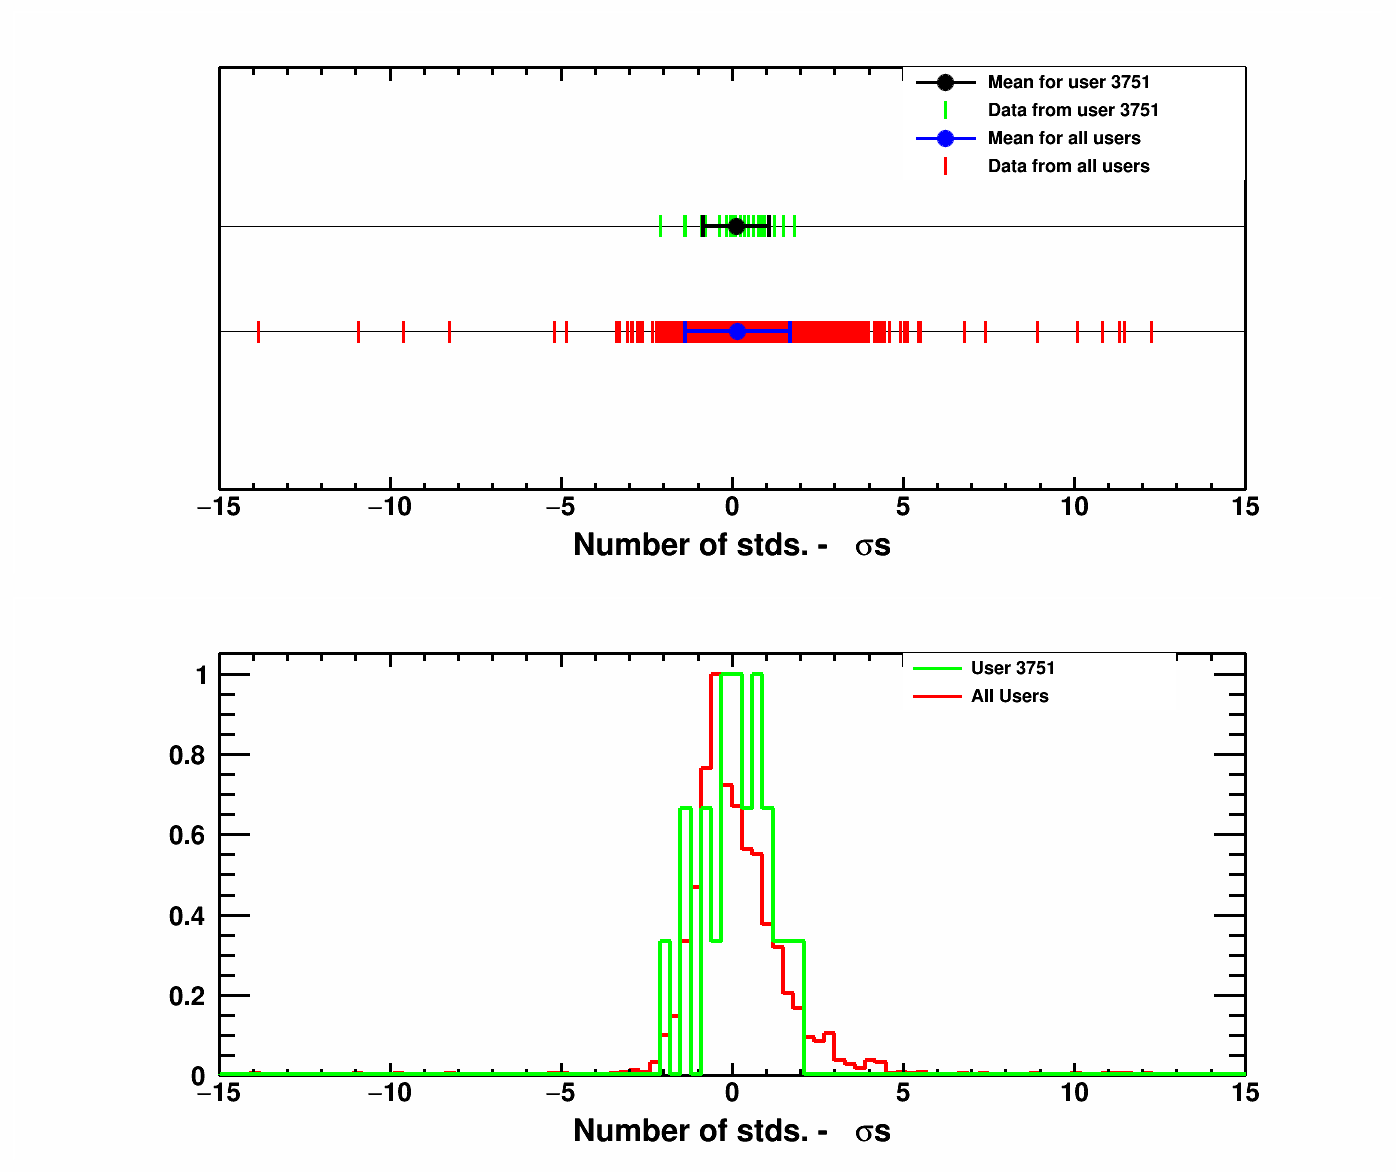 Mean for user 3751
Data from user 3751
Mean for all users
Data from all users
−15 −10 −5 0 5 10 15
Number of stds. - σs
User 3751
All Users
1
0.8
0.6
0.4
0.2
0
−15 −10 −5 0 5 10 15
Number of stds. - σs